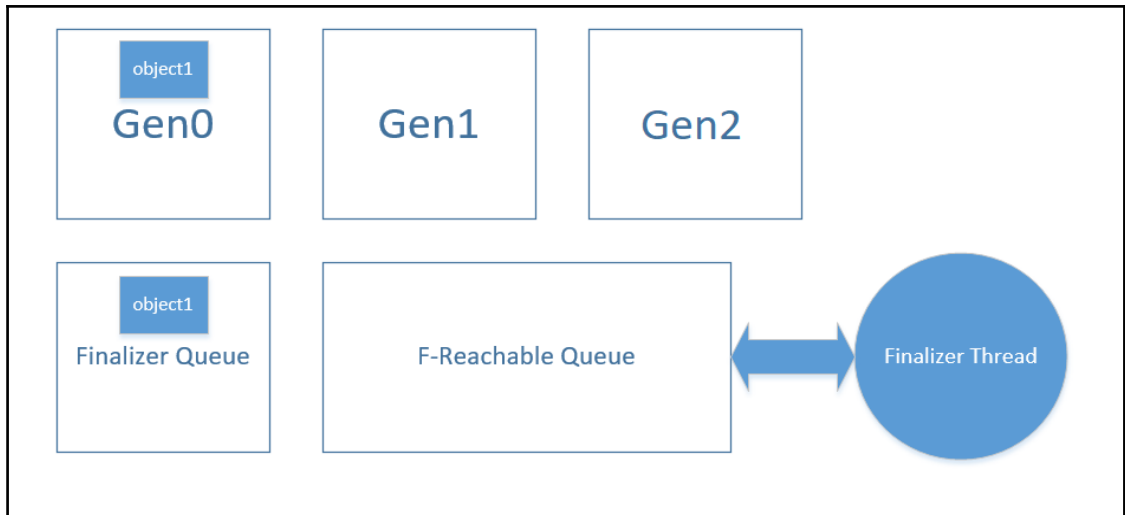 object1
Gen0
Gen1
Gen2
object1
Finalizer Queue
F-Reachable Queue
Finalizer Thread